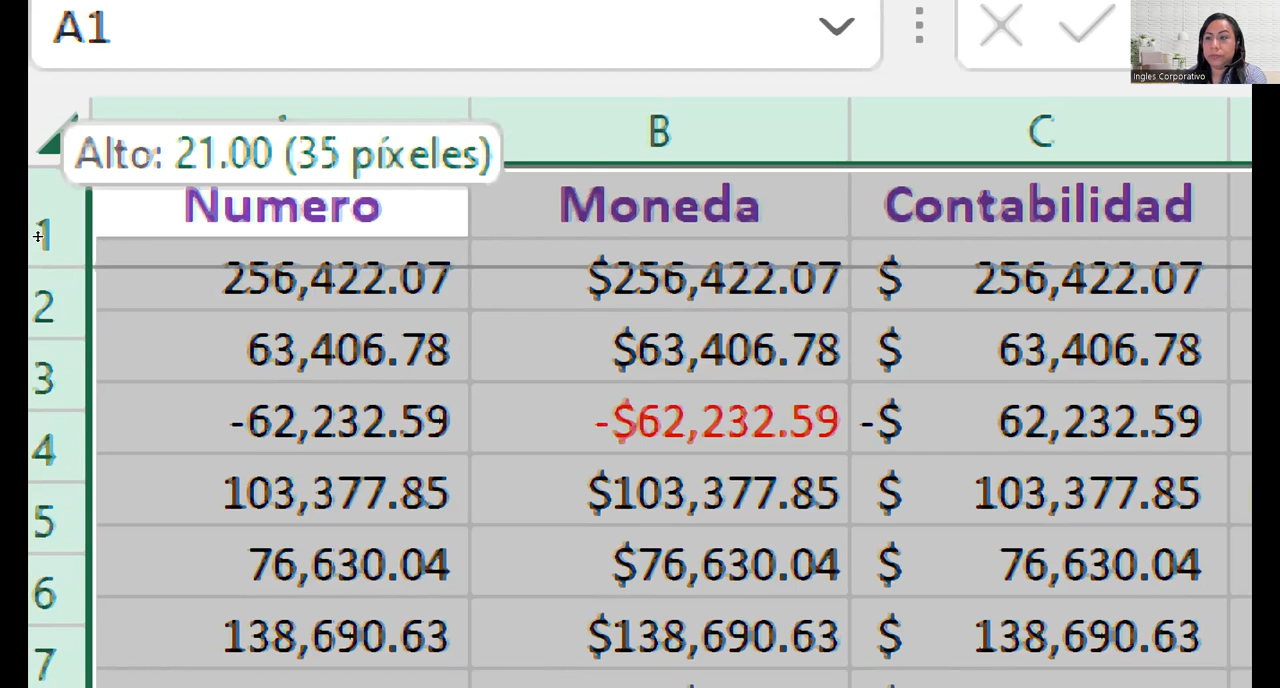 A1
Ingles Corporativo
B C
Alto: 21.00 (35 píxeles)
1 Numero Moneda Contabilidad
2 256,422.07 $256,422.07 $ 256,422.07
3 63,406.78 $63,406.78 $ 63,406.78
4 -62,232.59 -$62,232.59 -$ 62,232.59
5 103,377.85 $103,377.85 $ 103,377.85
6 76,630.04 $76,630.04 $ 76,630.04
7 138,690.63 $138,690.63 $ 138,690.63